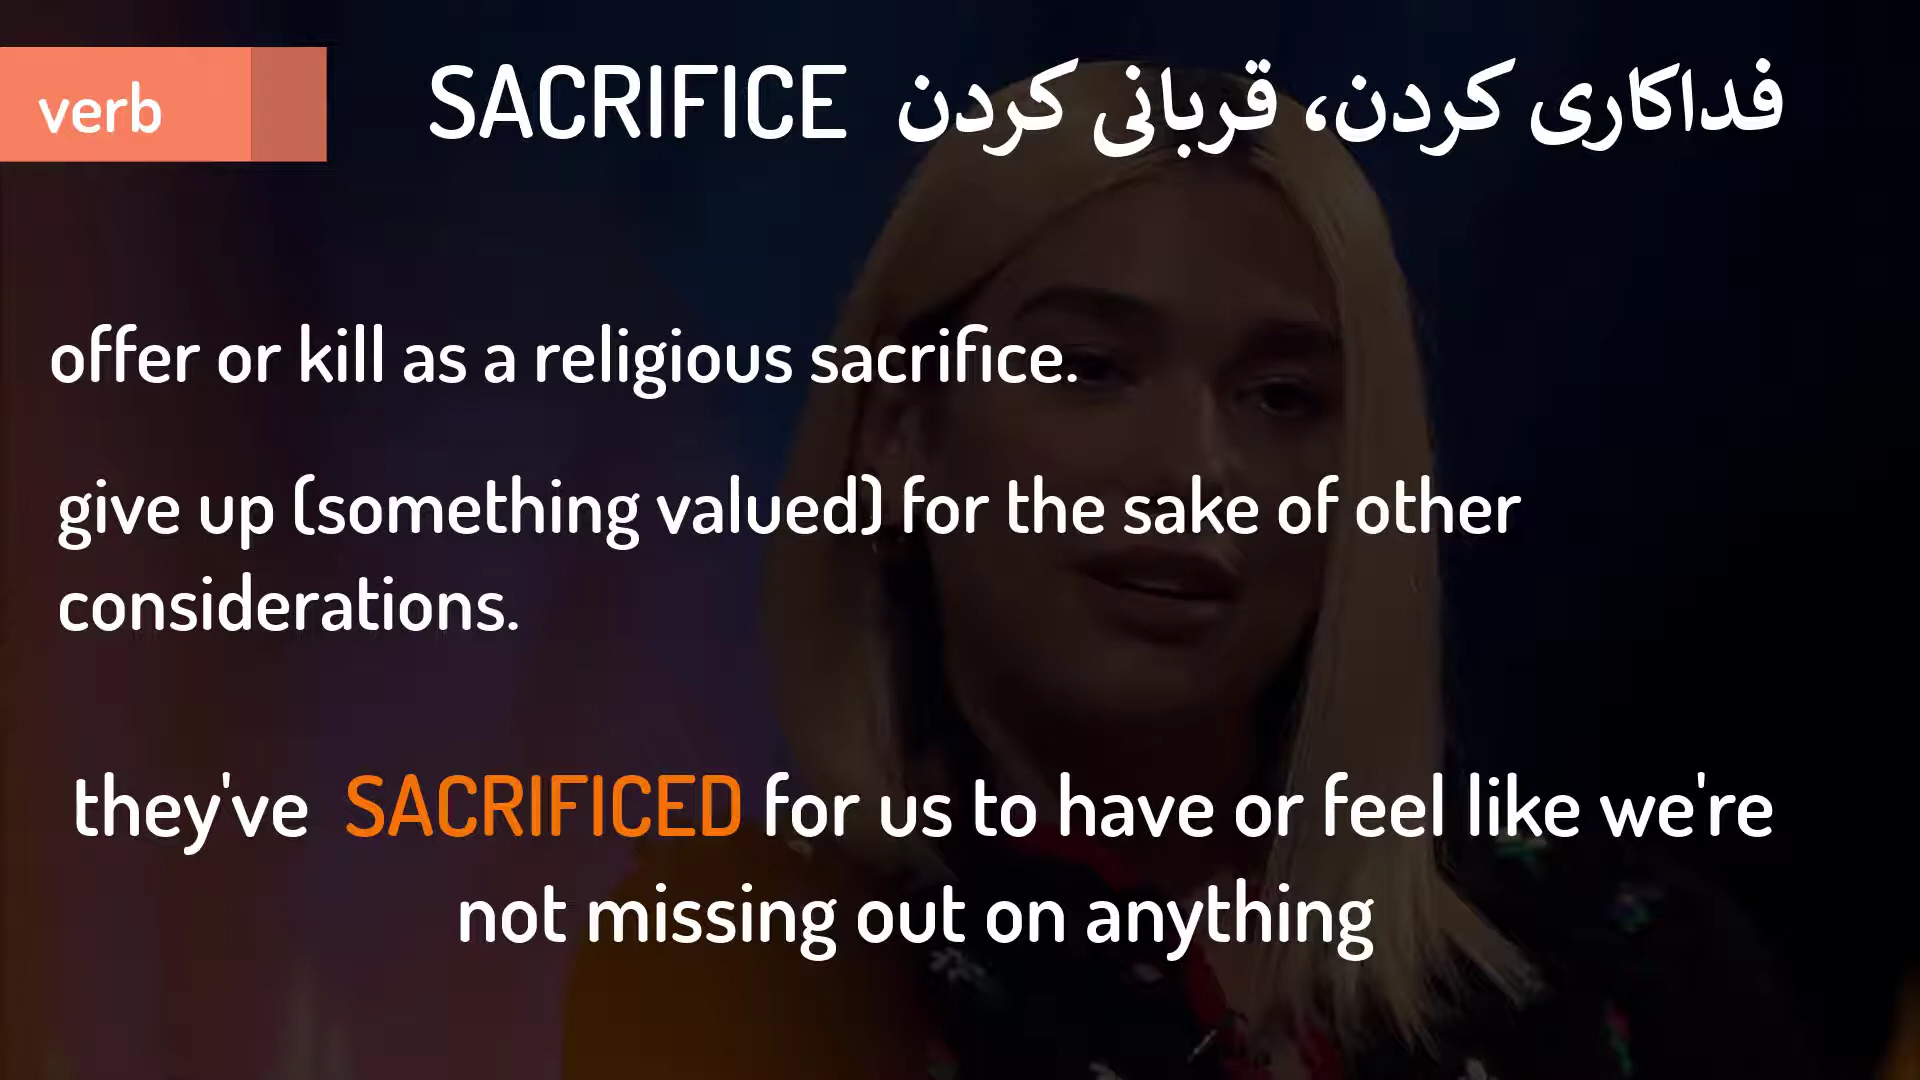 verb
SACRIFICE فداکاری کردن، قربانی کردن
offer or kill as a religious sacrifice.
give up (something valued) for the sake of other
considerations.
they've SACRIFICED for us to have or feel like we're
not missing out on anything